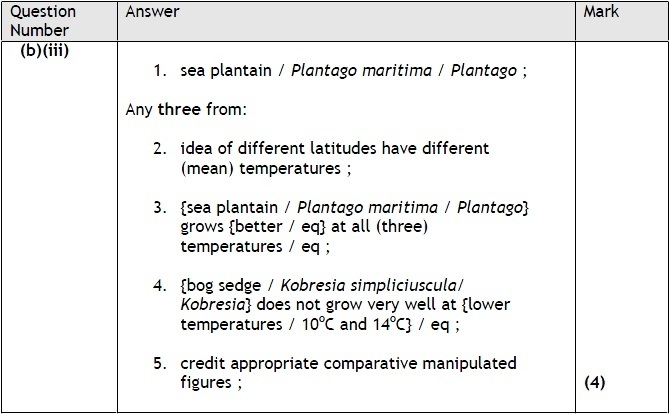 Question Number
Answer
Mark
(b)(iii)
1. sea plantain / Plantago maritima / Plantago ;
Any three from:
2. idea of different latitudes have different
(mean) temperatures ;
3. {sea plantain / Plantago maritima / Plantago}
grows {better / eq} at all (three)
temperatures / eq ;
4. {bog sedge / Kobresia simpliciuscula/
Kobresia} does not grow very well at {lower
temperatures / 10°C and 14°C} / eq ;
5. credit appropriate comparative manipulated
figures ;
(4)